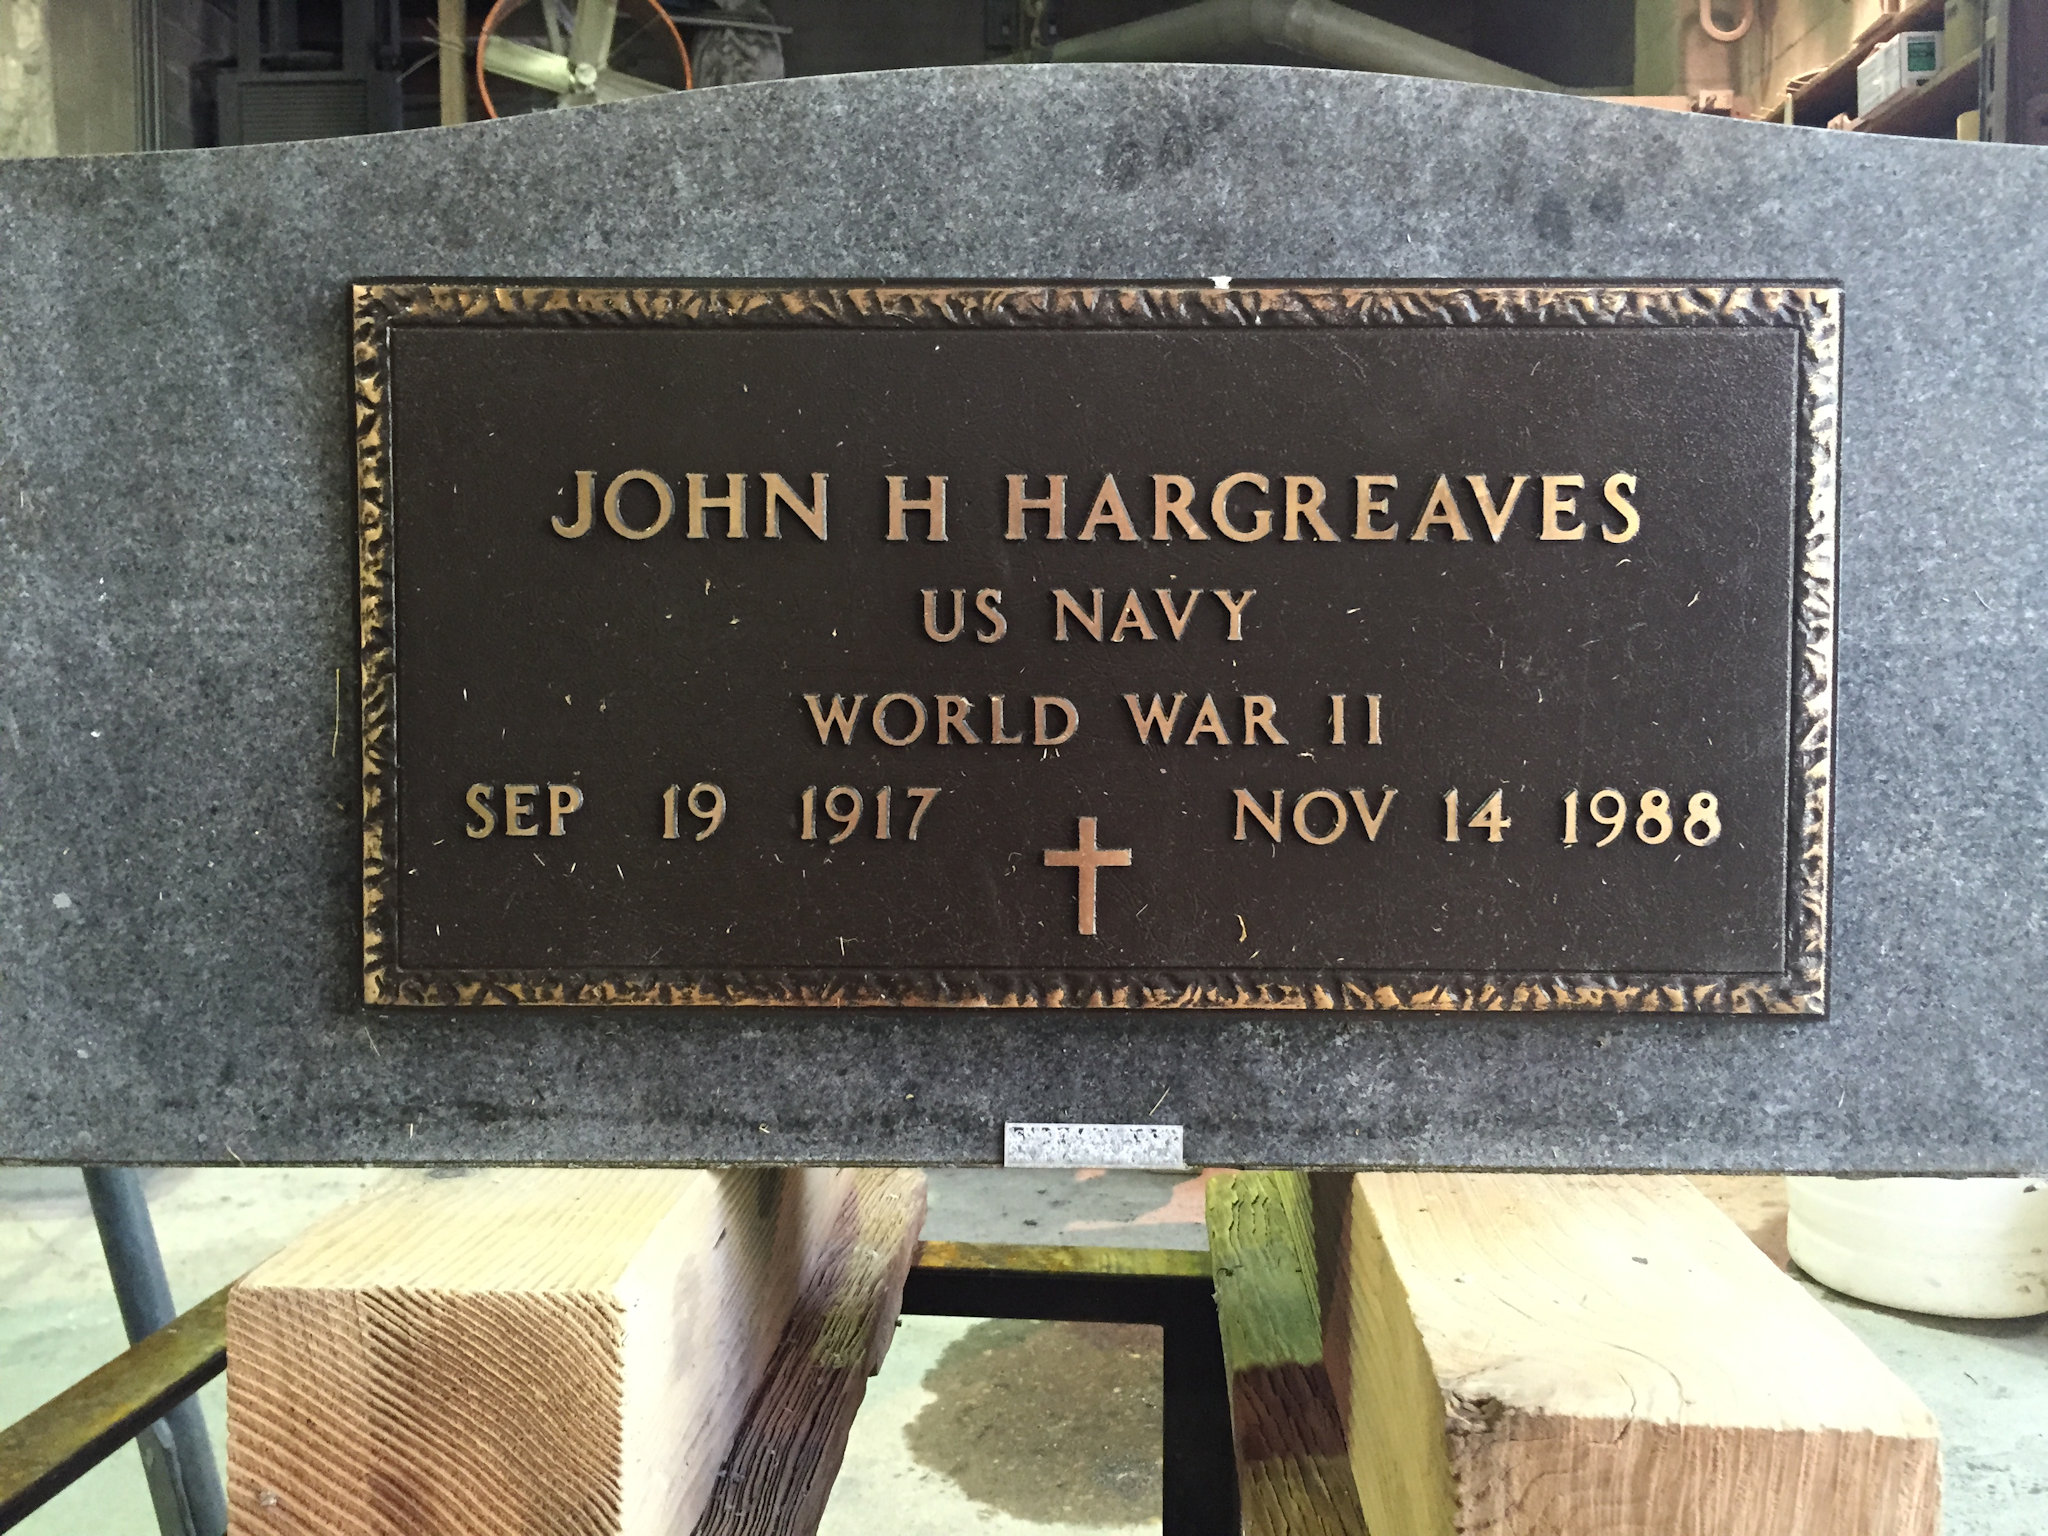 JOHN H HARGREAVES
US NAVY
WORLD WAR II
SEP 19 1917 NOV 14 1988